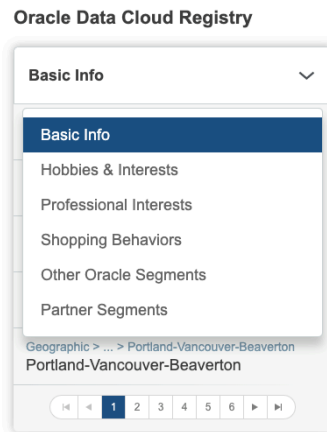 Oracle Data Cloud Registry
Basic Info
Basic Info
Hobbies & Interests
Professional Interests
Shopping Behaviors
Other Oracle Segments
Partner Segments
Geographic > ... > Portland-Vancouver-Beaverton
Portland-Vancouver-Beaverton
1 2 3 4 5 6